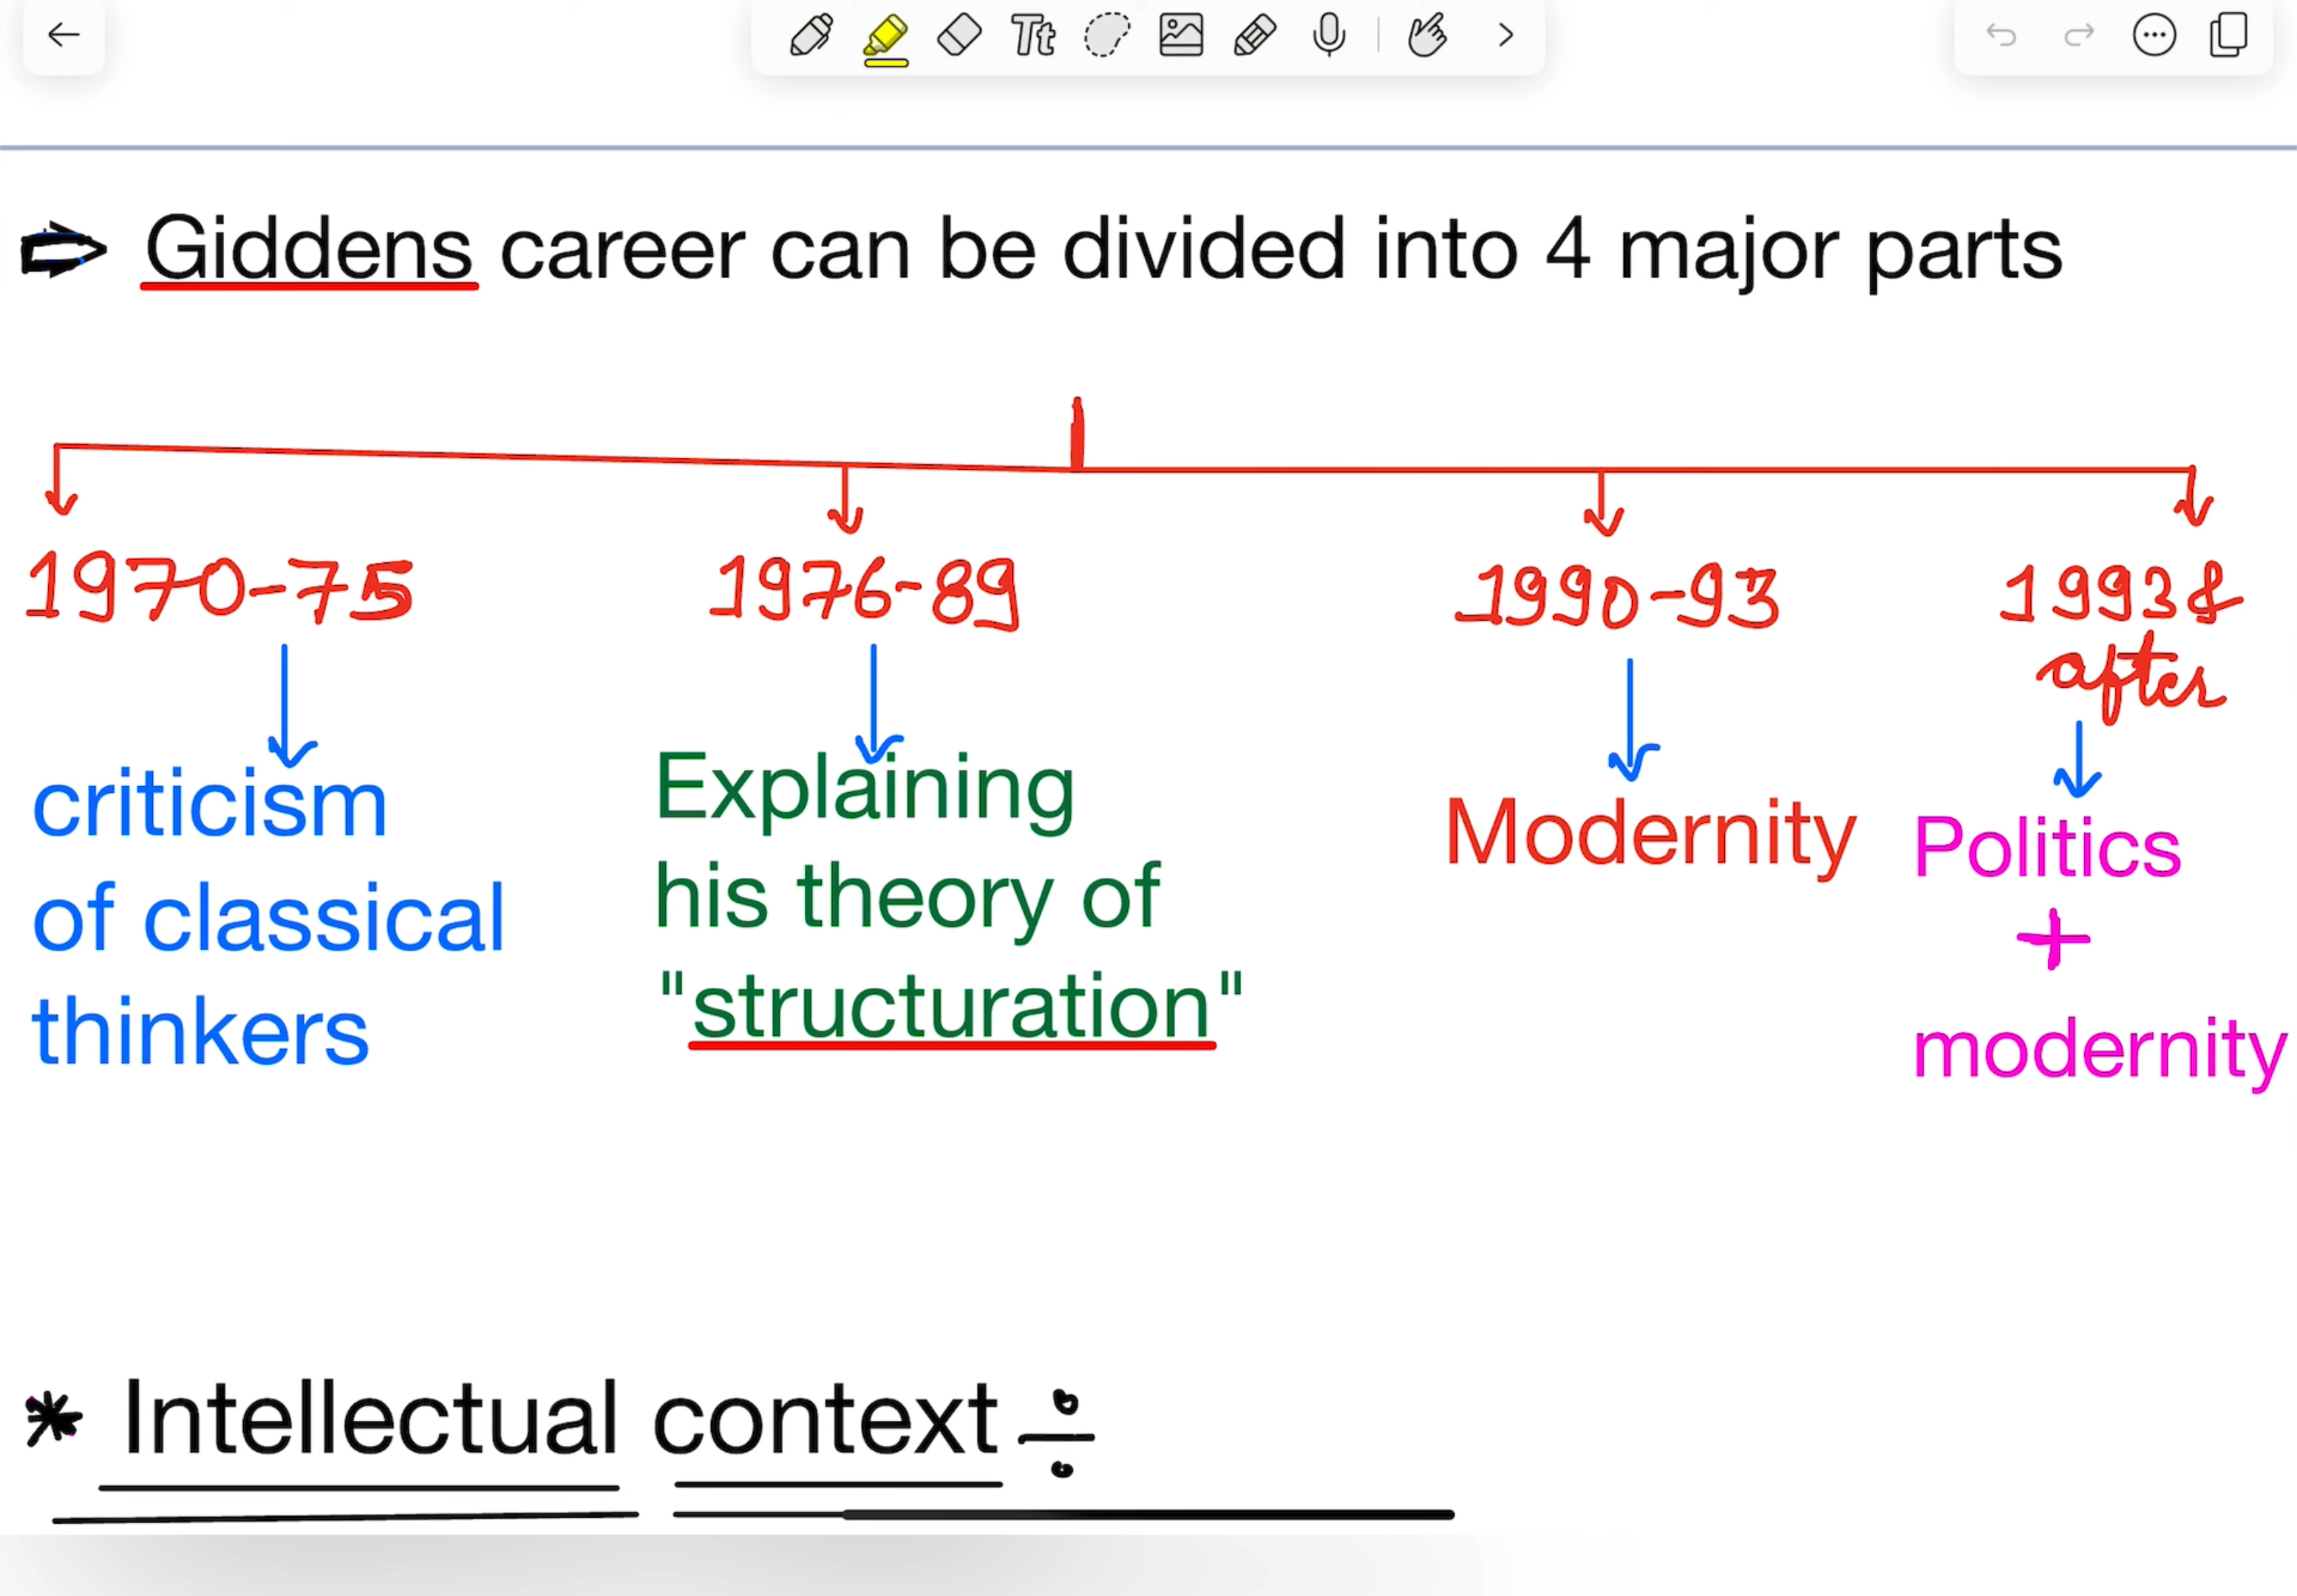 Giddens career can be divided into 4 major parts
1970-75
1976-89
1990-93
1993 &
after
criticism
of classical
thinkers
Explaining
his theory of
"structuration"
Modernity
Politics
+
modernity
* Intellectual context ÷